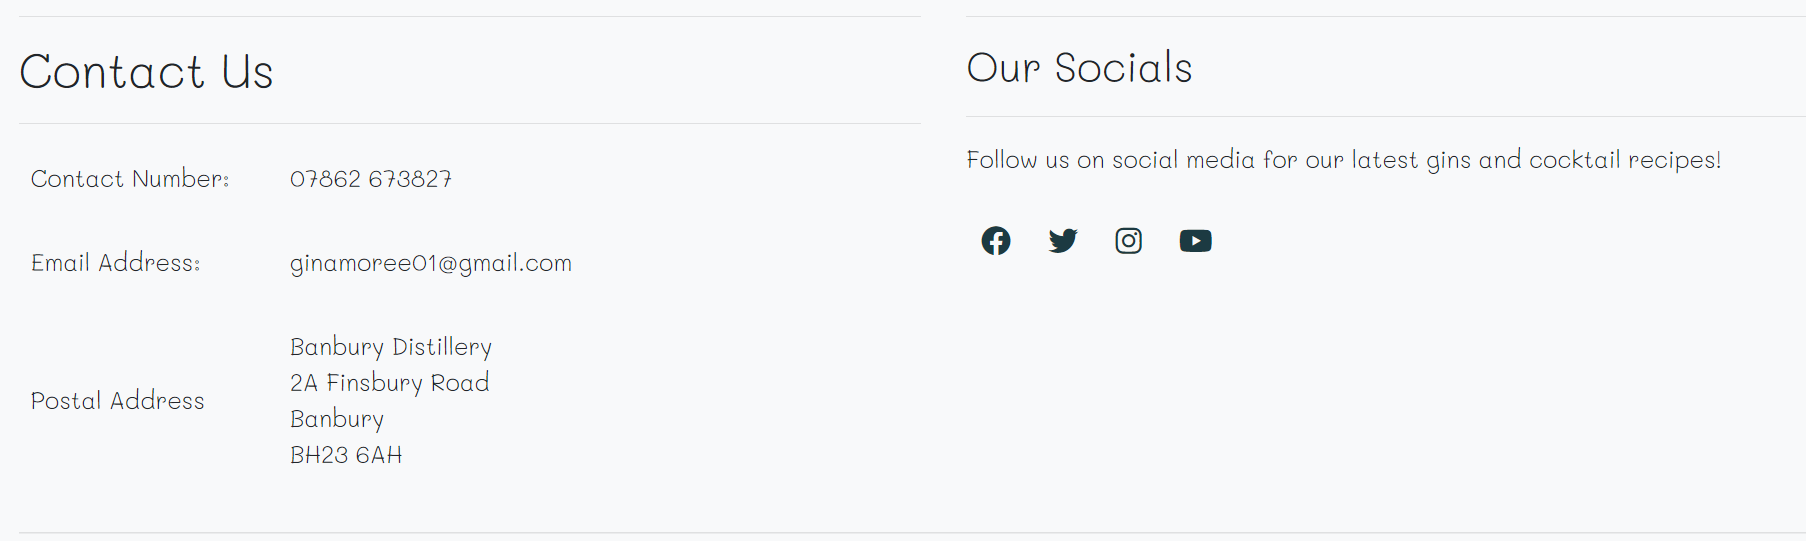 Contact Us
Contact Number: 07862 673827
Email Address: ginamoree01@gmail.com
Postal Address
Banbury Distillery
2A Finsbury Road
Banbury
BH23 6AH
Our Socials
Follow us on social media for our latest gins and cocktail recipes!